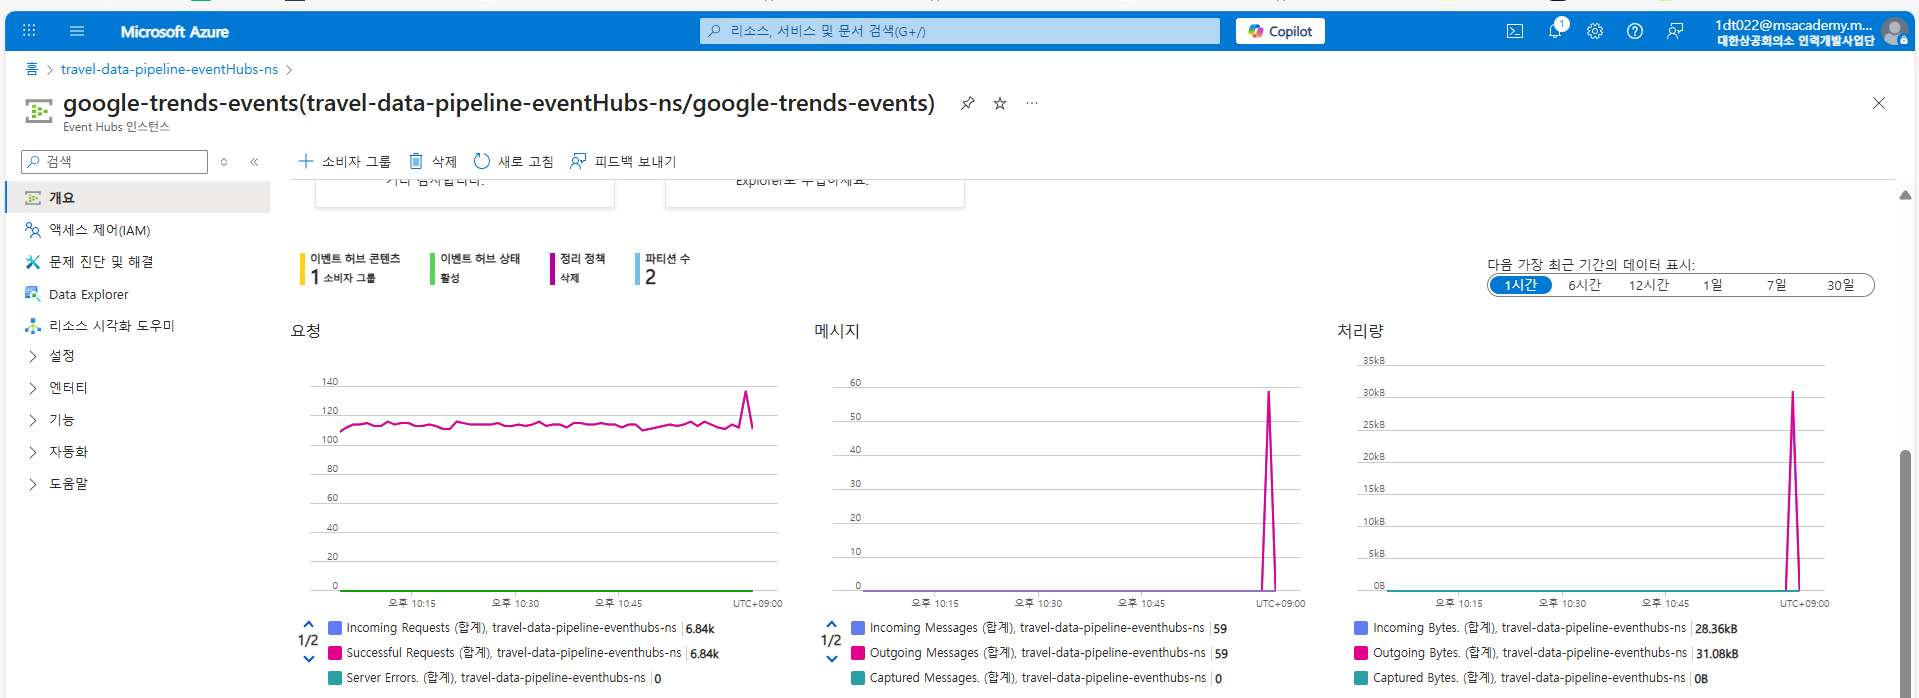 Microsoft Azure
리소스, 서비스 및 문서 검색(G+/)
Copilot
1
1dt022@msacademy.m...
대한상공회의소 인력개발사업단
홈 > travel-data-pipeline-eventHubs-ns >
google-trends-events(travel-data-pipeline-eventHubs-ns/google-trends-events)
Event Hubs 인스턴스
검색
소비자 그룹 삭제 새로 고침 피드백 보내기
개요
액세스 제어(IAM)
문제 진단 및 해결
Data Explorer
리소스 시각화 도우미
설정
엔터티
기능
자동화
도움말
이벤트 허브 콘텐츠
1 소비자 그룹
이벤트 허브 상태
활성
정리 정책
삭제
파티션 수
2
다음 가장 최근 기간의 데이터 표시:
1시간 6시간 12시간 1일 7일 30일
요청
140
120
100
80
60
40
20
0
오후 10:15 오후 10:30 오후 10:45 UTC+09:00
1/2
Incoming Requests (합계), travel-data-pipeline-eventhubs-ns 6.84k
Successful Requests (합계), travel-data-pipeline-eventhubs-ns 6.84k
Server Errors. (합계), travel-data-pipeline-eventhubs-ns 0
메시지
60
50
40
30
20
10
0
오후 10:15 오후 10:30 오후 10:45 UTC+09:00
1/2
Incoming Messages (합계), travel-data-pipeline-eventhubs-ns 59
Outgoing Messages (합계), travel-data-pipeline-eventhubs-ns 59
Captured Messages. (합계), travel-data-pipeline-eventhubs-ns 0
처리량
35kB
30kB
25kB
20kB
15kB
10kB
5kB
0B
오후 10:15 오후 10:30 오후 10:45 UTC+09:00
Incoming Bytes. (합계), travel-data-pipeline-eventhubs-ns 28.36kB
Outgoing Bytes. (합계), travel-data-pipeline-eventhubs-ns 31.08kB
Captured Bytes. (합계), travel-data-pipeline-eventhubs-ns 0B